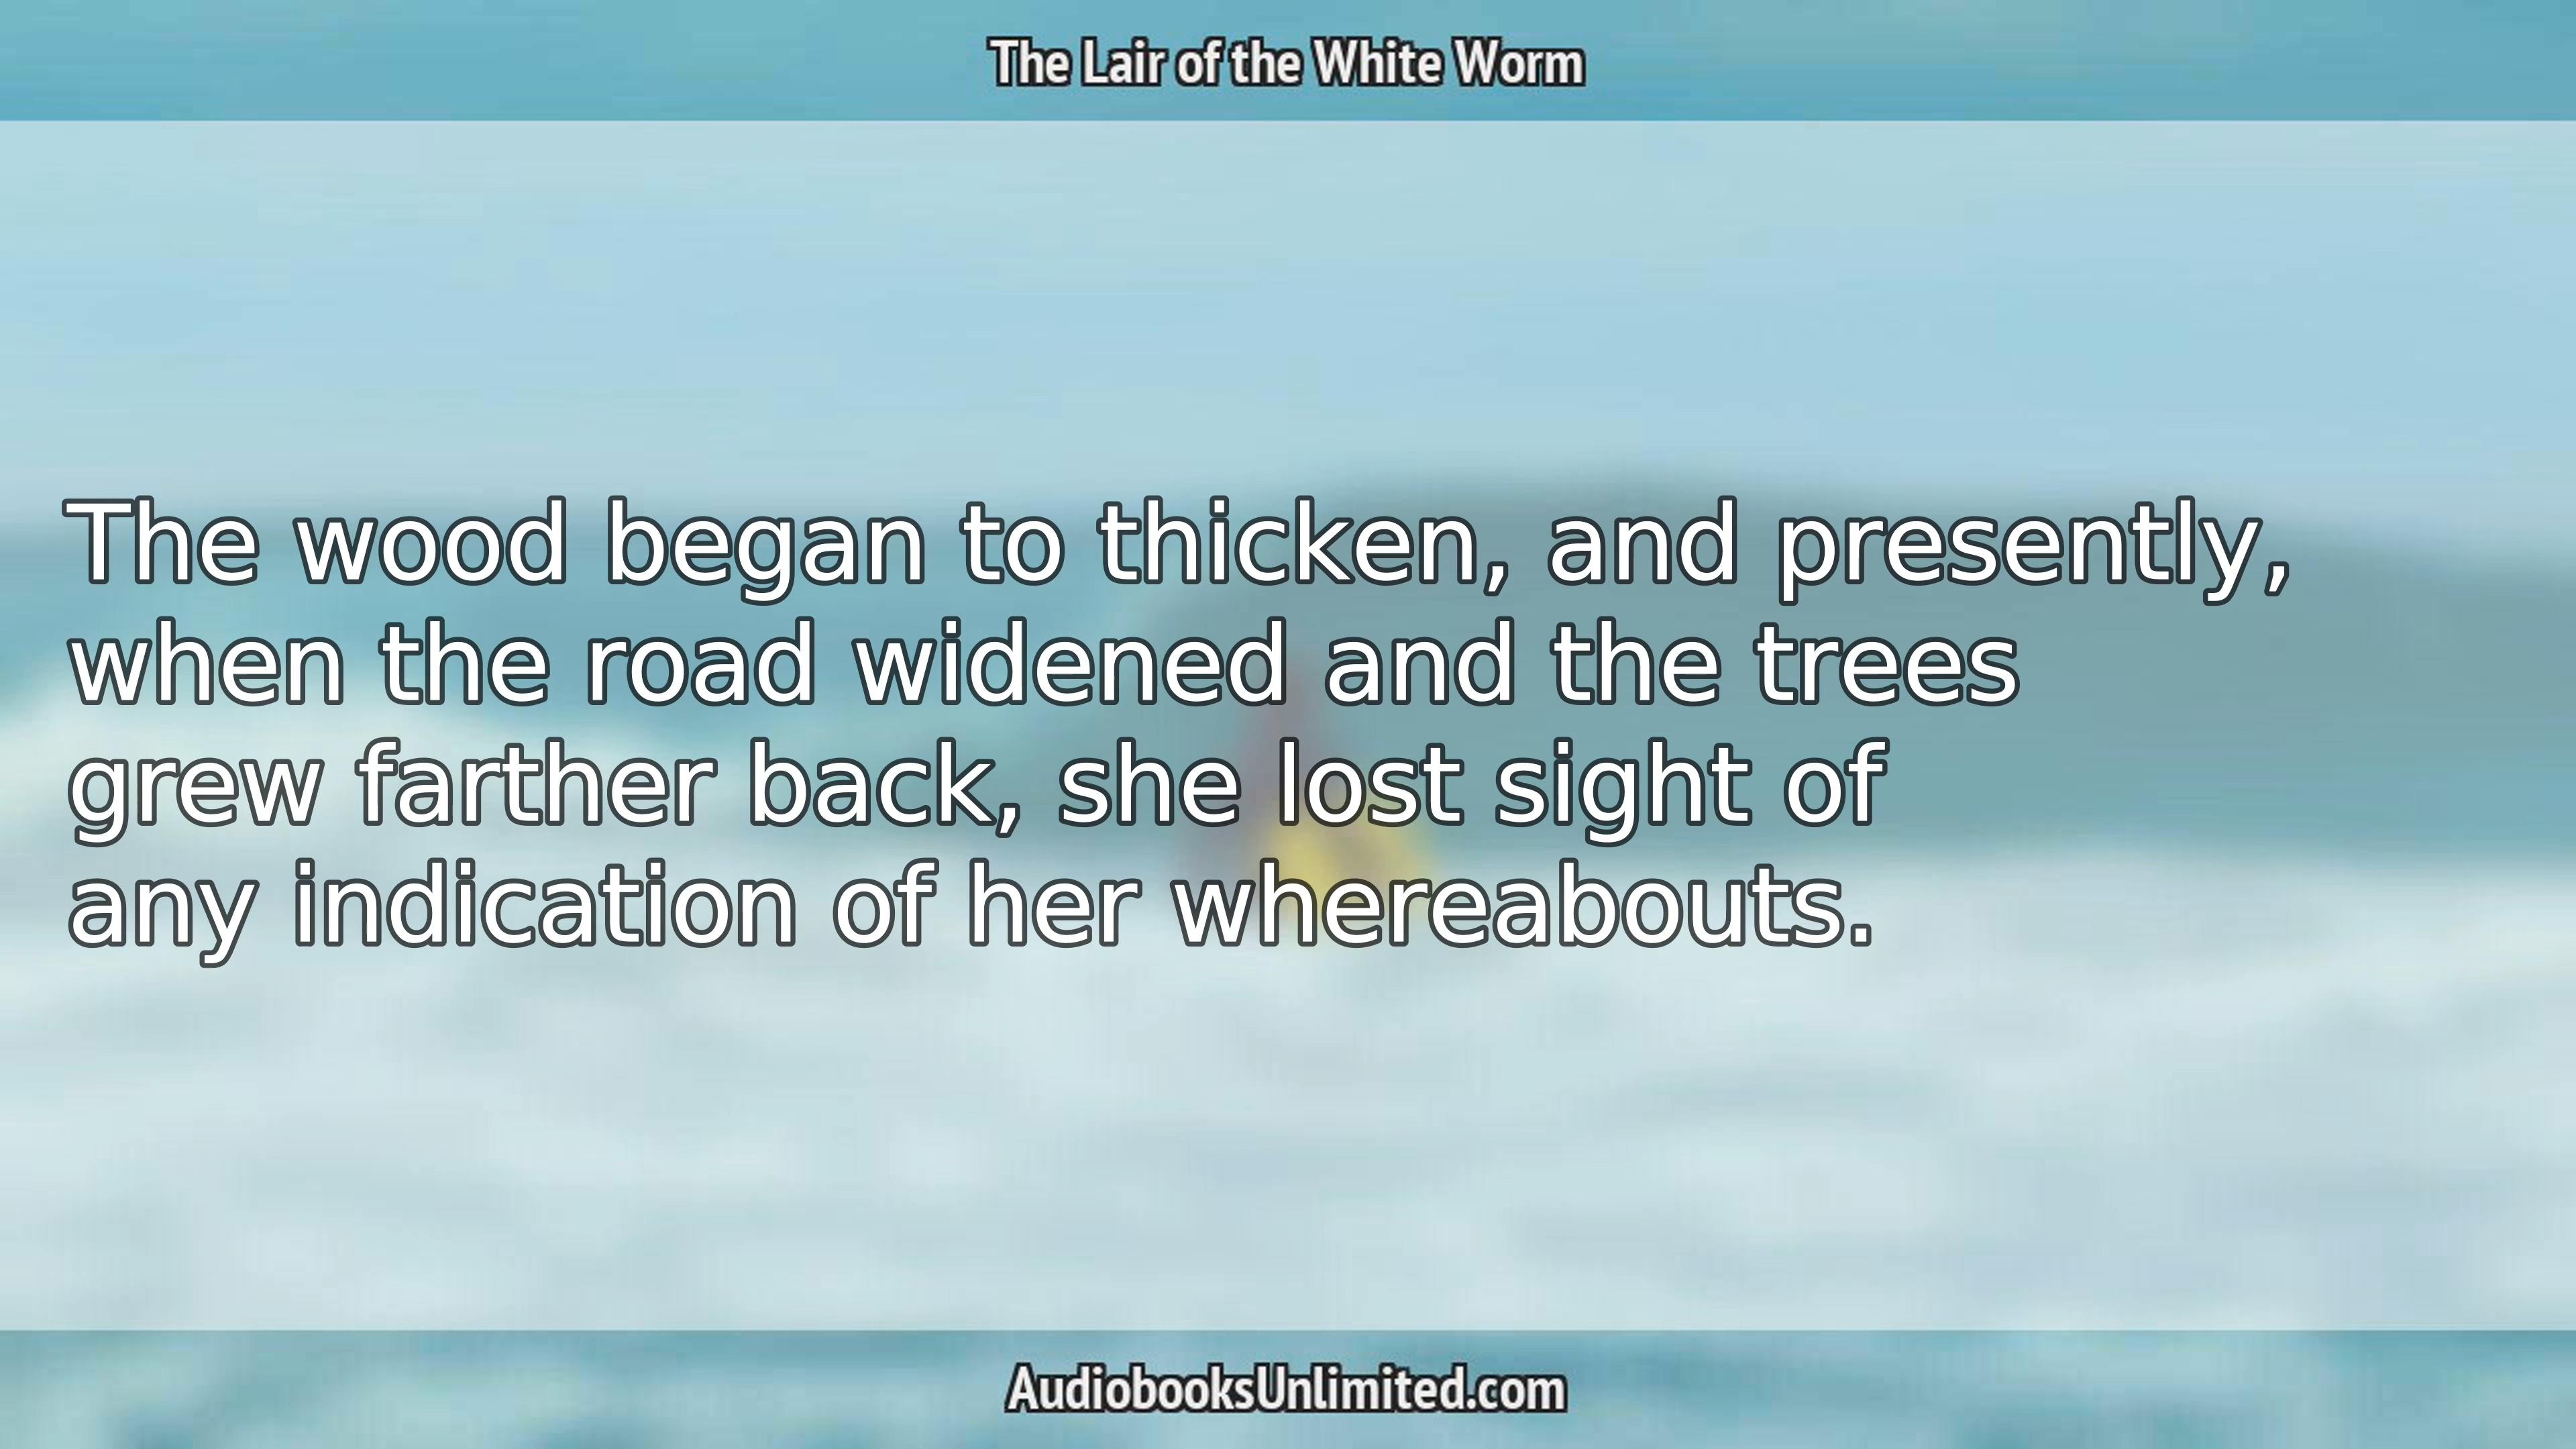 The Lair of the White Worm
The wood began to thicken, and presently,
when the road widened and the trees
grew farther back, she lost sight of
any indication of her whereabouts.
AudiobooksUnlimited.com